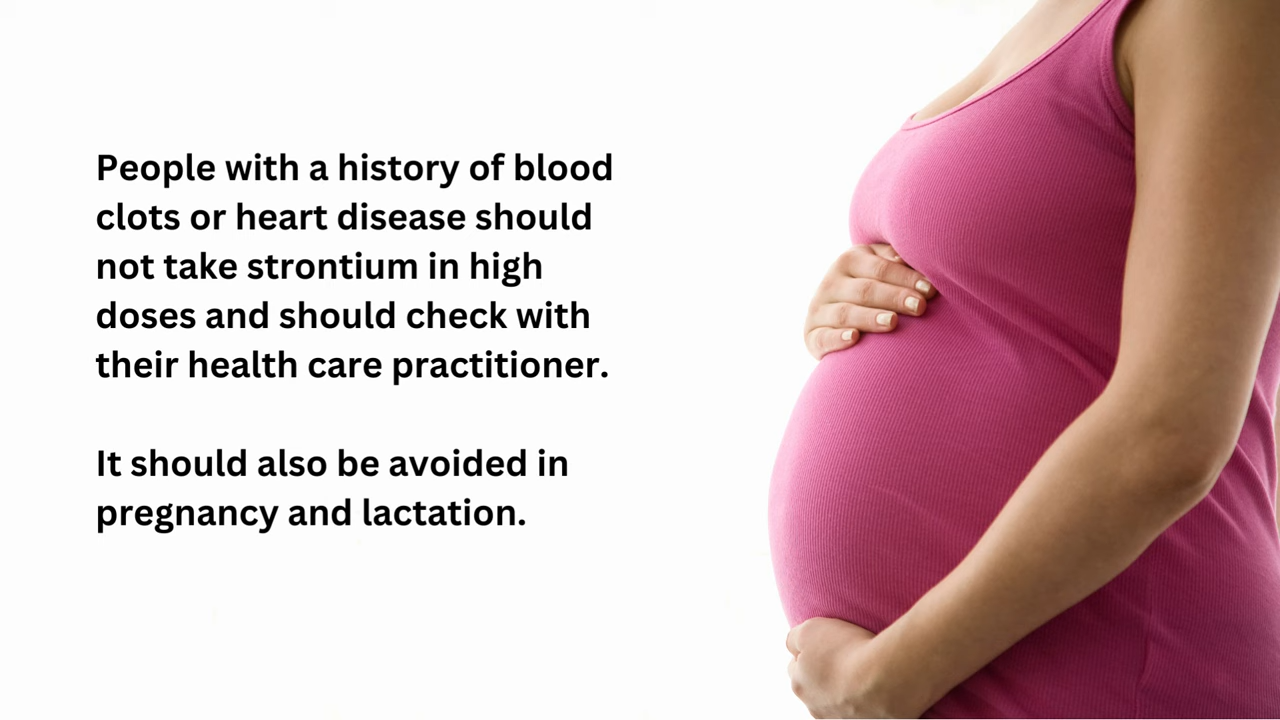 People with a history of blood
clots or heart disease should
not take strontium in high
doses and should check with
their health care practitioner.
It should also be avoided in
pregnancy and lactation.